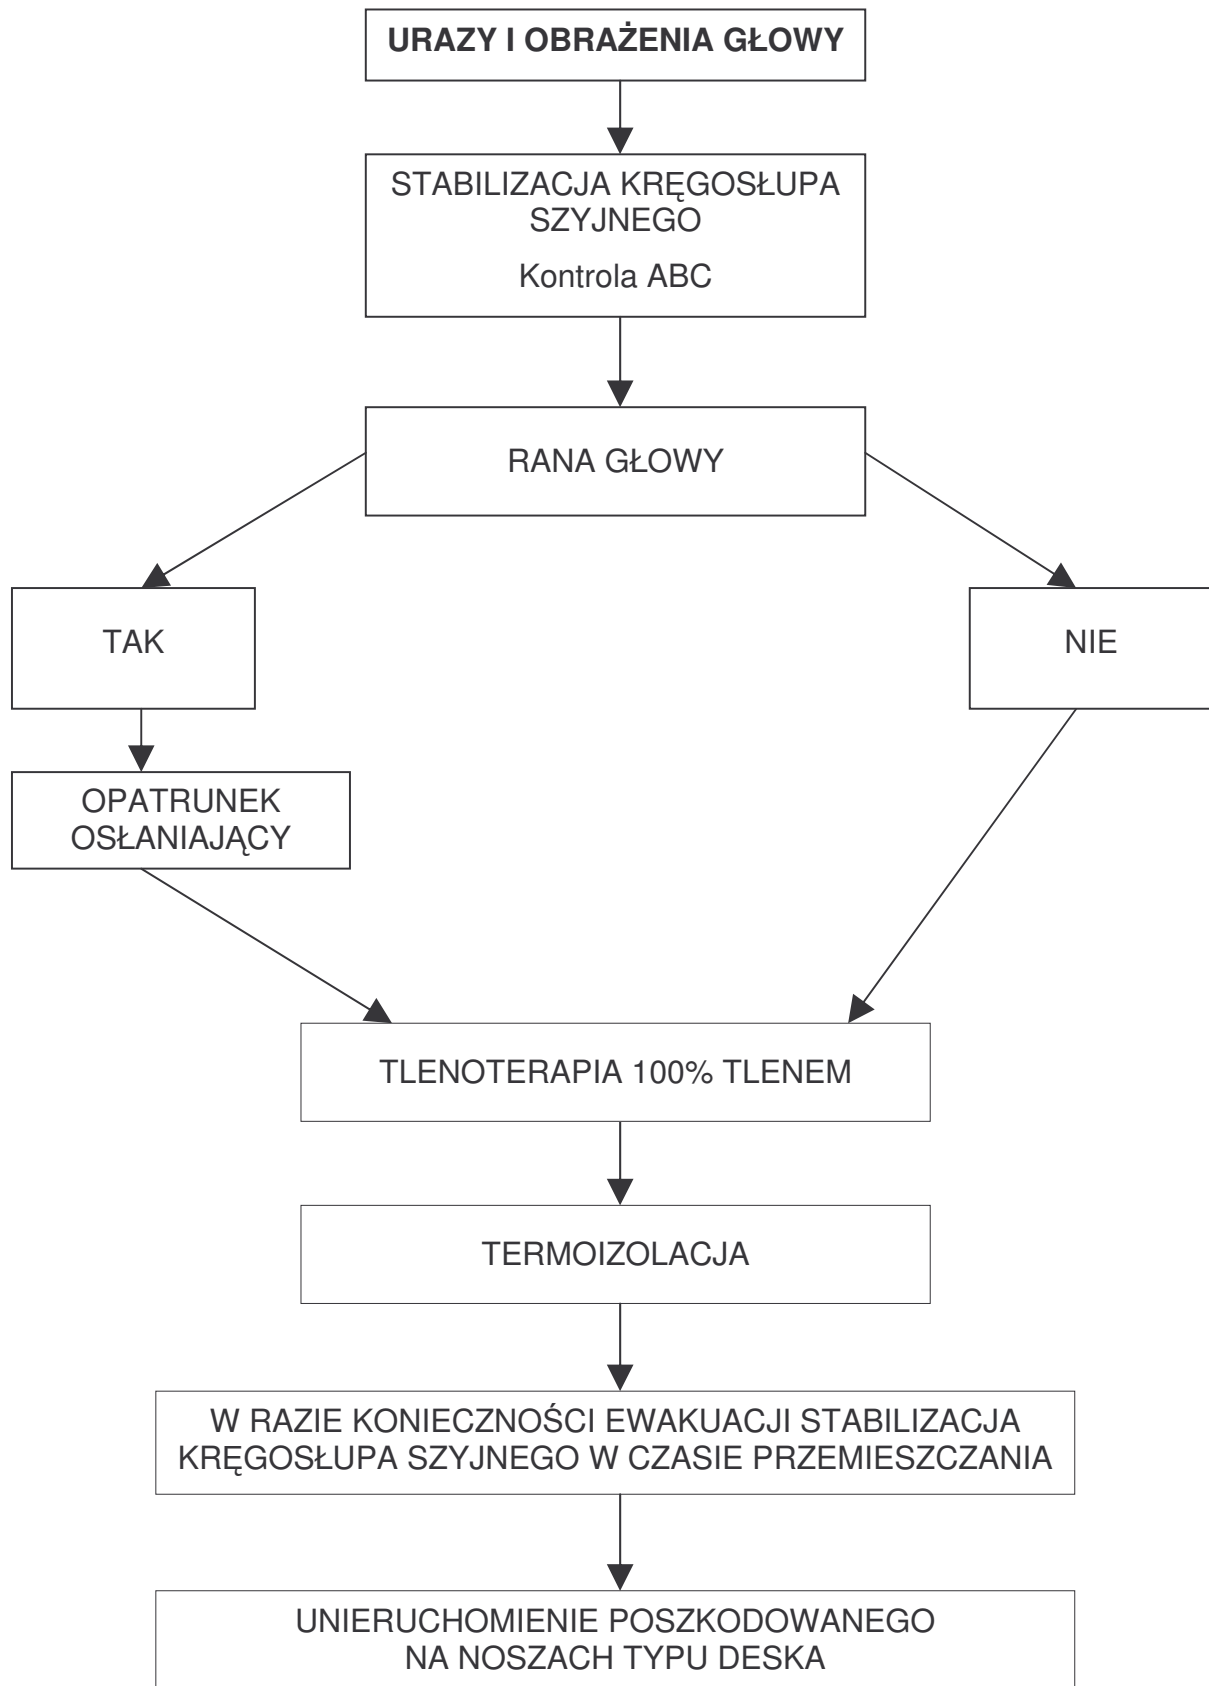 URAZY I OBRAŻENIA GŁOWY
STABILIZACJA KRĘGOSŁUPA
SZYJNEGO
Kontrola ABC
RANA GŁOWY
TAK
NIE
OPATRUNEK
OSŁANIAJĄCY
TLENOTERAPIA 100% TLENEM
TERMOIZOLACJA
W RAZIE KONIECZNOŚCI EWAKUACJI STABILIZACJA
KRĘGOSŁUPA SZYJNEGO W CZASIE PRZEMIESZCZANIA
UNIERUCHOMIENIE POSZKODOWANEGO
NA NOSZACH TYPU DESKA